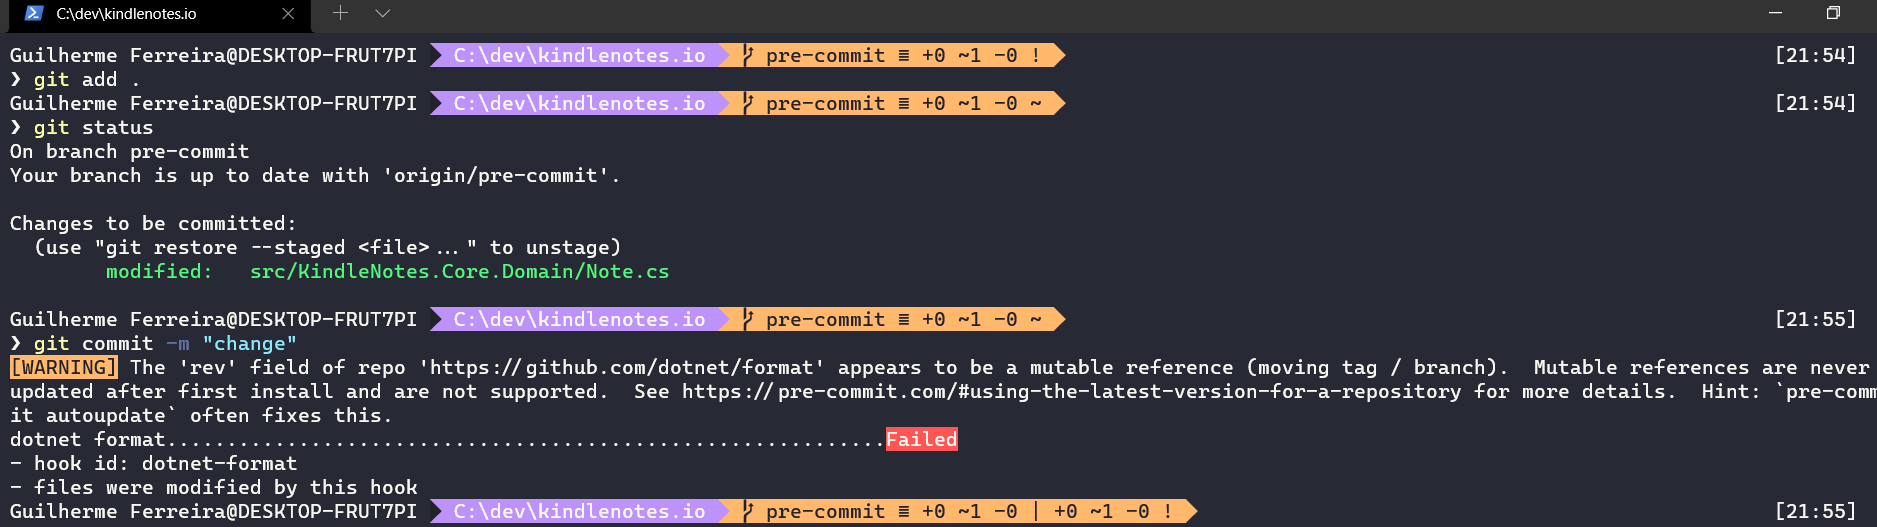 C:\dev\kindlenotes.io
Guilherme Ferreira@DESKTOP-FRUT7PI C:\dev\kindlenotes.io pre-commit ≡ +0 ~1 -0 ! [21:54]
❯ git add .
Guilherme Ferreira@DESKTOP-FRUT7PI C:\dev\kindlenotes.io pre-commit ≡ +0 ~1 -0 ~ [21:54]
❯ git status
On branch pre-commit
Your branch is up to date with 'origin/pre-commit'.
Changes to be committed:
(use "git restore --staged <file>..." to unstage)
modified: src/KindleNotes.Core.Domain/Note.cs
Guilherme Ferreira@DESKTOP-FRUT7PI C:\dev\kindlenotes.io pre-commit ≡ +0 ~1 -0 ~ [21:55]
❯ git commit -m "change"
[WARNING] The 'rev' field of repo 'https://github.com/dotnet/format' appears to be a mutable reference (moving tag / branch).  Mutable references are never
updated after first install and are not supported.  See https://pre-commit.com/#using-the-latest-version-for-a-repository for more details.  Hint: `pre-comm
it autoupdate` often fixes this.
dotnet format............................................................Failed
- hook id: dotnet-format
- files were modified by this hook
Guilherme Ferreira@DESKTOP-FRUT7PI C:\dev\kindlenotes.io pre-commit ≡ +0 ~1 -0 | +0 ~1 -0 ! [21:55]